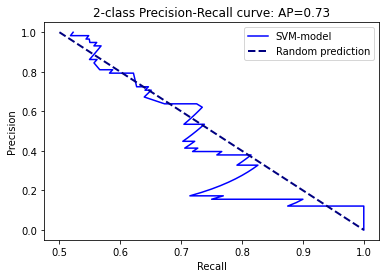 2-class Precision-Recall curve: AP=0.73
SVM-model
Random prediction
Precision
1.0
0.8
0.6
0.4
0.2
0.0
0.5
0.6
0.7
0.8
0.9
1.0
Recall